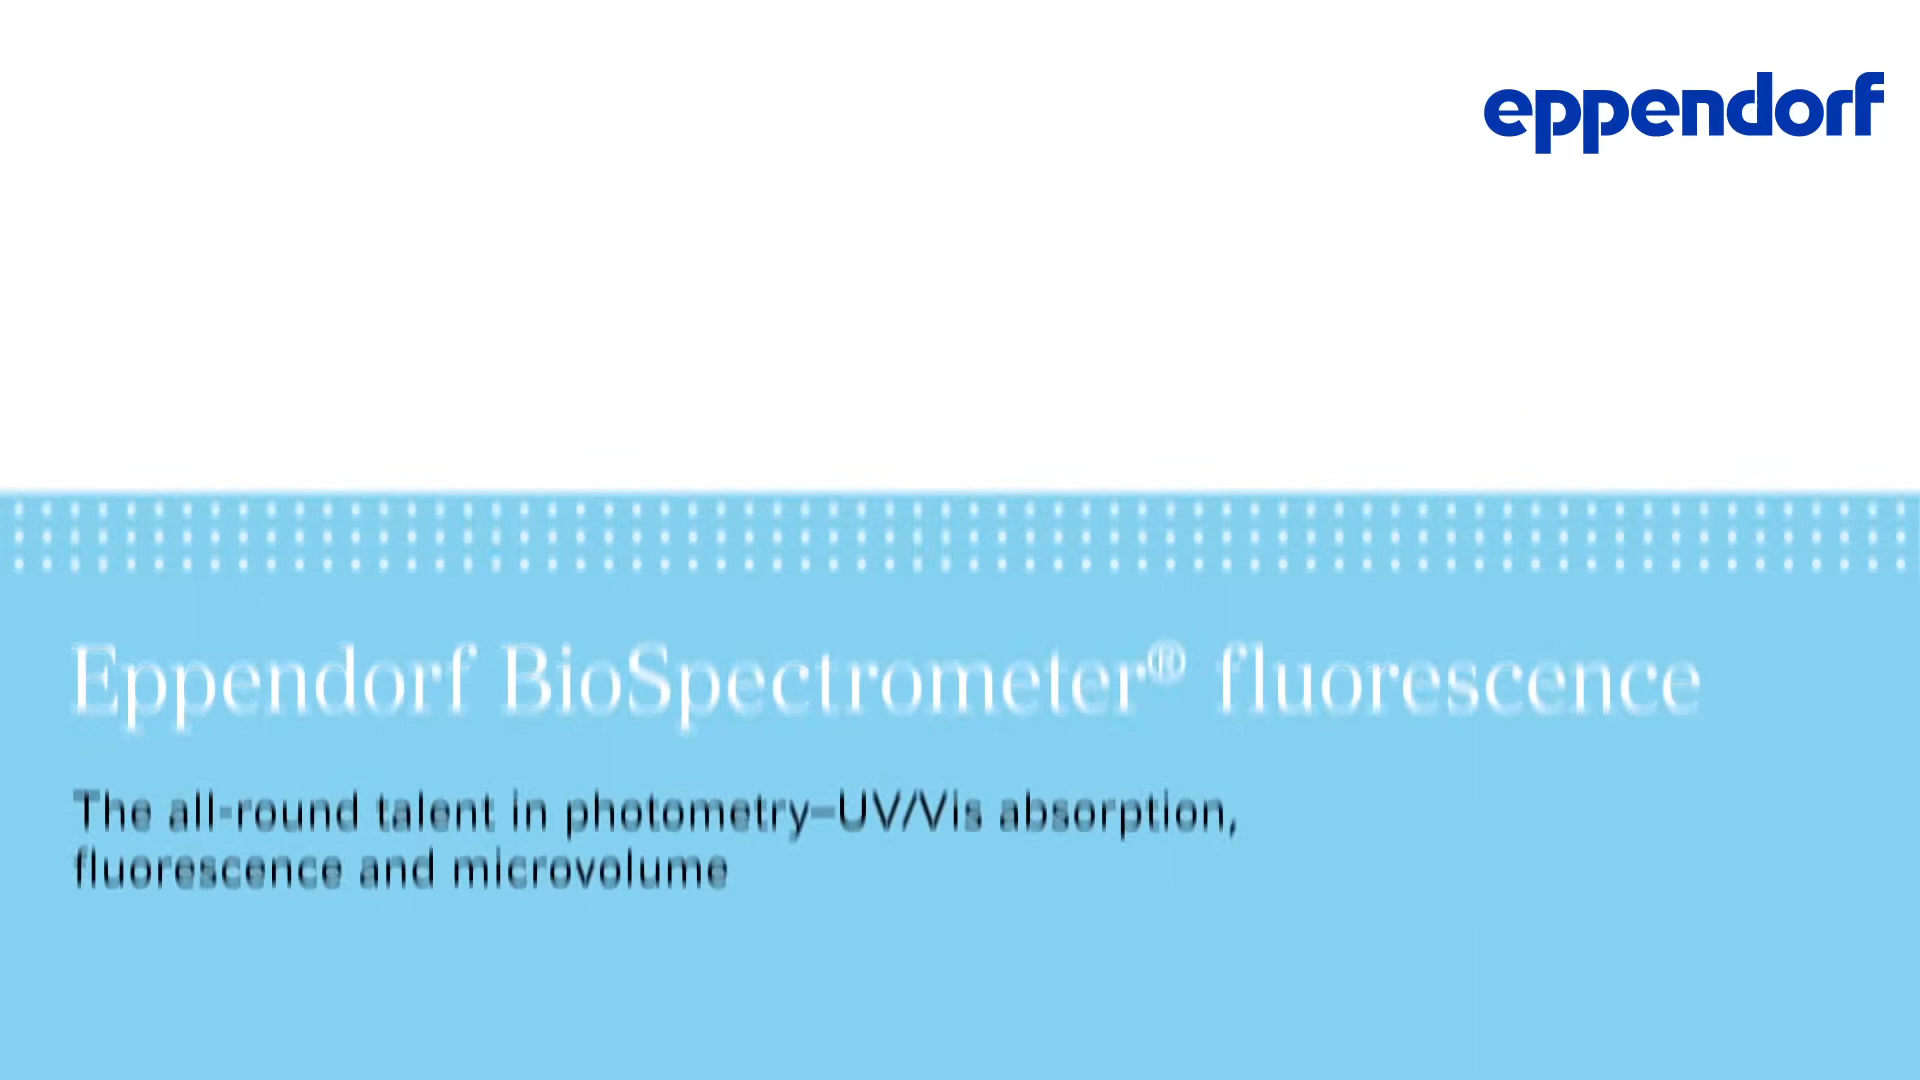 eppendorf
Eppendorf BioSpectrometer® fluorescence
The all-round talent in photometry–UV/Vis absorption,
fluorescence and microvolume